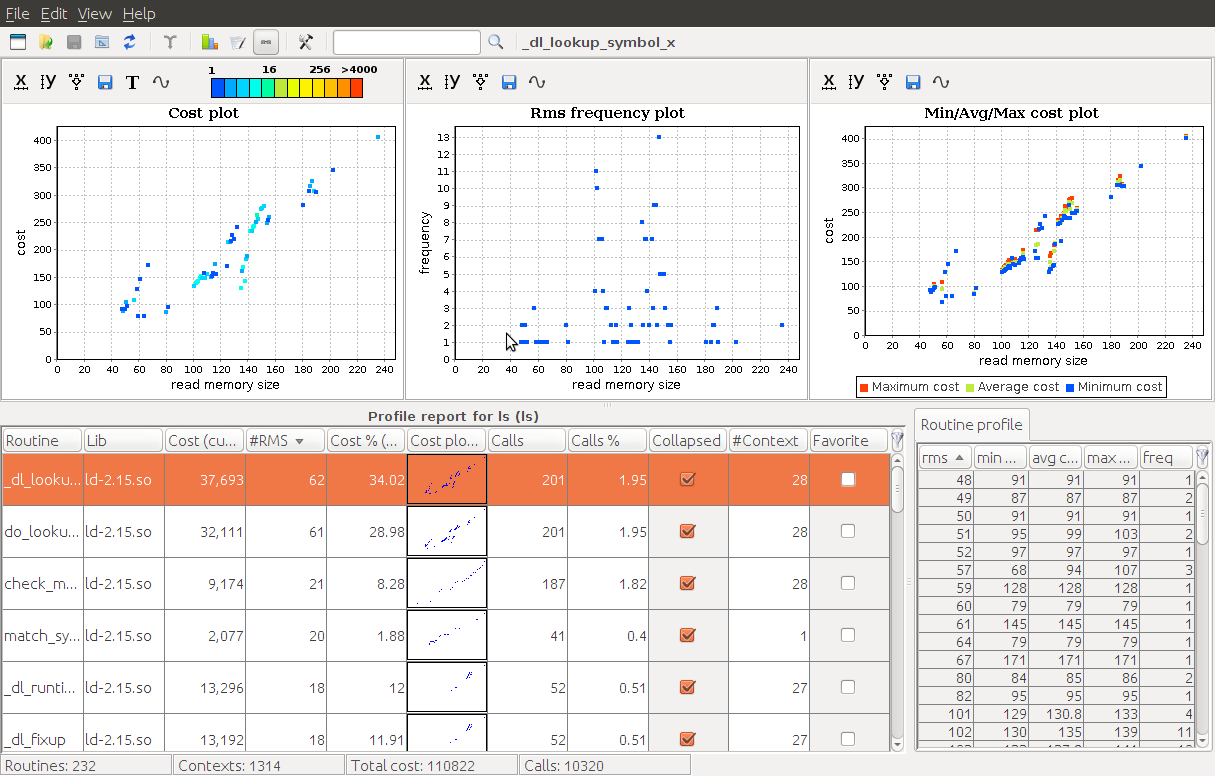 File Edit View Help
_dl_lookup_symbol_x
X Y T 1 16 256 >4000
Cost plot
400
350
300
250
200
150
100
50
0
cost
0 20 40 60 80 100 120 140 160 180 200 220 240
read memory size
X Y
Rms frequency plot
13
12
11
10
9
8
7
6
5
4
3
2
1
0
frequency
0 20 40 60 80 100 120 140 160 180 200 220 240
read memory size
X Y
Min/Avg/Max cost plot
400
350
300
250
200
150
100
50
0
cost
0 20 40 60 80 100 120 140 160 180 200 220 240
read memory size
Maximum cost Average cost Minimum cost
Profile report for ls (ls)
Routine Lib Cost (cu... #RMS Cost % (... Cost plo... Calls Calls % Collapsed #Context Favorite
_dl_looku... ld-2.15.so 37,693 62 34.02 201 1.95 28
do_looku... ld-2.15.so 32,111 61 28.98 201 1.95 28
check_m... ld-2.15.so 9,174 21 8.28 187 1.82 28
match_sy... ld-2.15.so 2,077 20 1.88 41 0.4 1
_dl_runti... ld-2.15.so 13,296 18 12 52 0.51 27
_dl_fixup ld-2.15.so 13,192 18 11.91 52 0.51 27
Routine profile
rms min ... avg c... max ... freq
48 91 91 91 1
49 87 87 87 2
50 91 91 91 1
51 95 99 103 2
52 97 97 97 1
57 68 94 107 3
59 128 128 128 1
60 79 79 79 1
61 145 145 145 1
64 79 79 79 1
67 171 171 171 1
80 84 85 86 2
82 95 95 95 1
101 129 130.8 133 4
102 130 135 139 11
Routines: 232 Contexts: 1314 Total cost: 110822 Calls: 10320